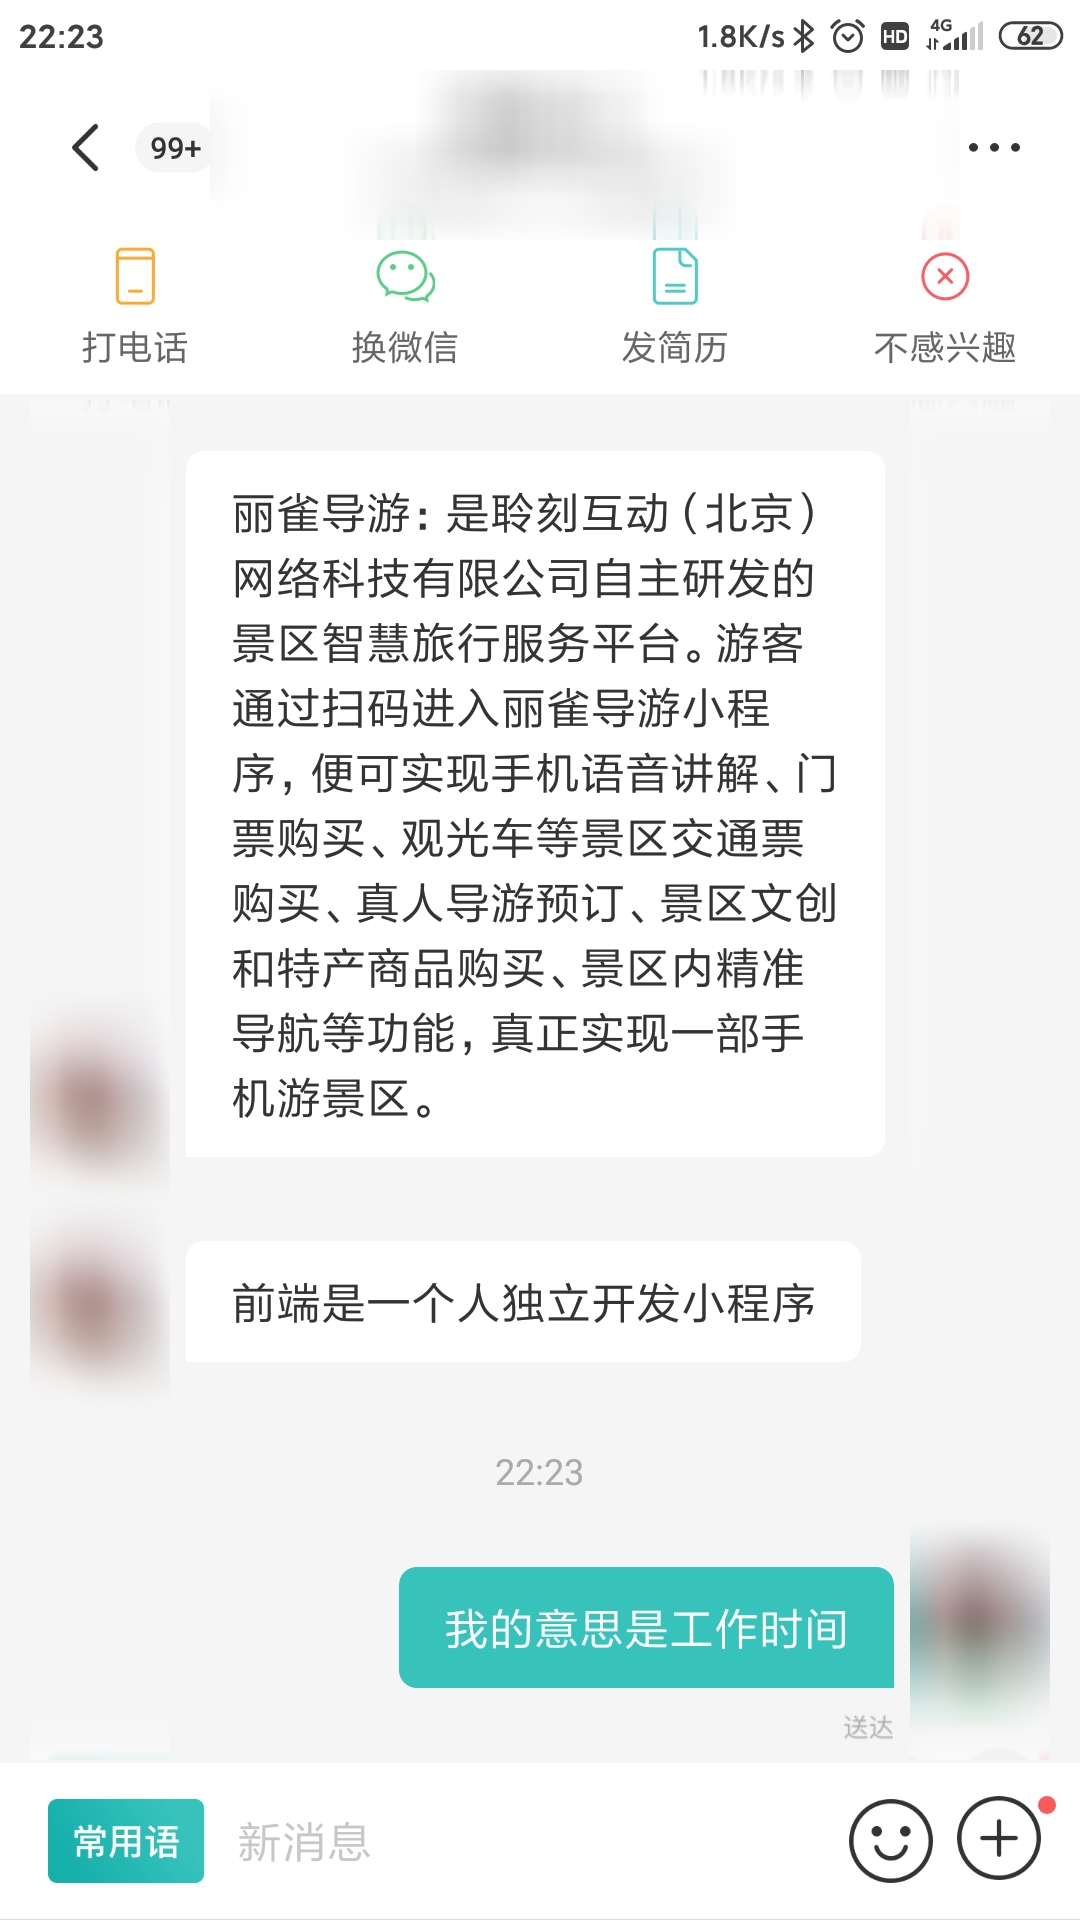 22:23
1.8K/s HD 4G 62
99+
打电话 换微信 发简历 不感兴趣
丽雀导游：是聆刻互动（北京）
网络科技有限公司自主研发的
景区智慧旅行服务平台。游客
通过扫码进入丽雀导游小程
序，便可实现手机语音讲解、门
票购买、观光车等景区交通票
购买、真人导游预订、景区文创
和特产商品购买、景区内精准
导航等功能，真正实现一部手
机游景区。
前端是一个人独立开发小程序
22:23
我的意思是工作时间
送达
常用语 新消息